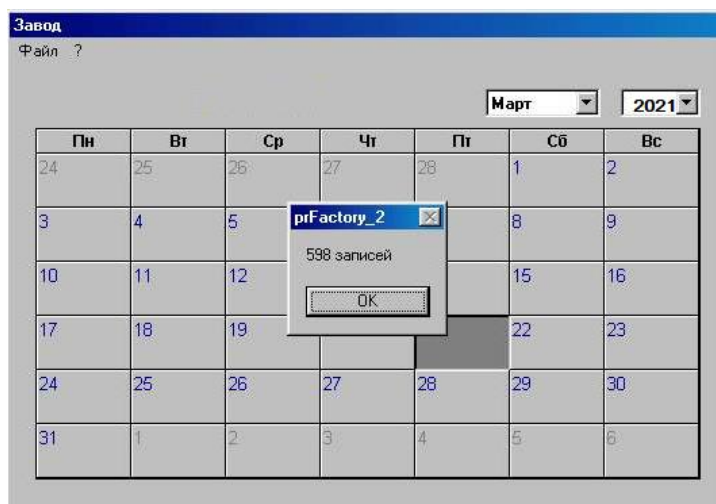 Завод
Файл ?
Март 2021
Пн Вт Ср Чт Пт Сб Вс
24 25 26 27 28 1 2
3 4 5 8 9
prFactory_2
598 записей
10 11 12 15 16
OK
17 18 19 22 23
24 25 26 27 28 29 30
31 1 2 3 4 5 6